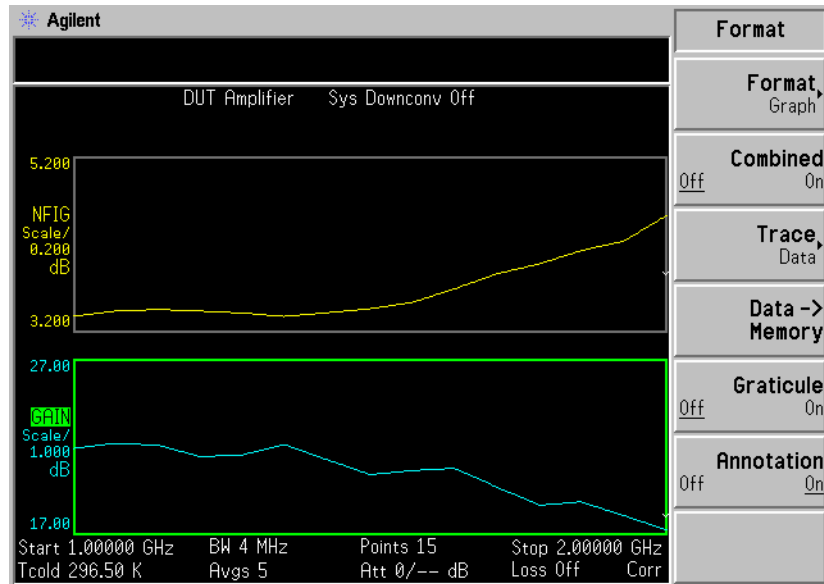 Agilent
Format
DUT Amplifier Sys Downconv Off
Format
Graph
5.200
NFIG
Scale/
0.200
dB
3.200
Combined
Off On
Trace
Data
Data ->
Memory
27.00
GAIN
Scale/
1.000
dB
17.00
Graticule
Off On
Annotation
Off On
Start 1.00000 GHz BW 4 MHz Points 15 Stop 2.00000 GHz
Tcold 296.50 K Avgs 5 Att 0/-- dB Loss Off Corr